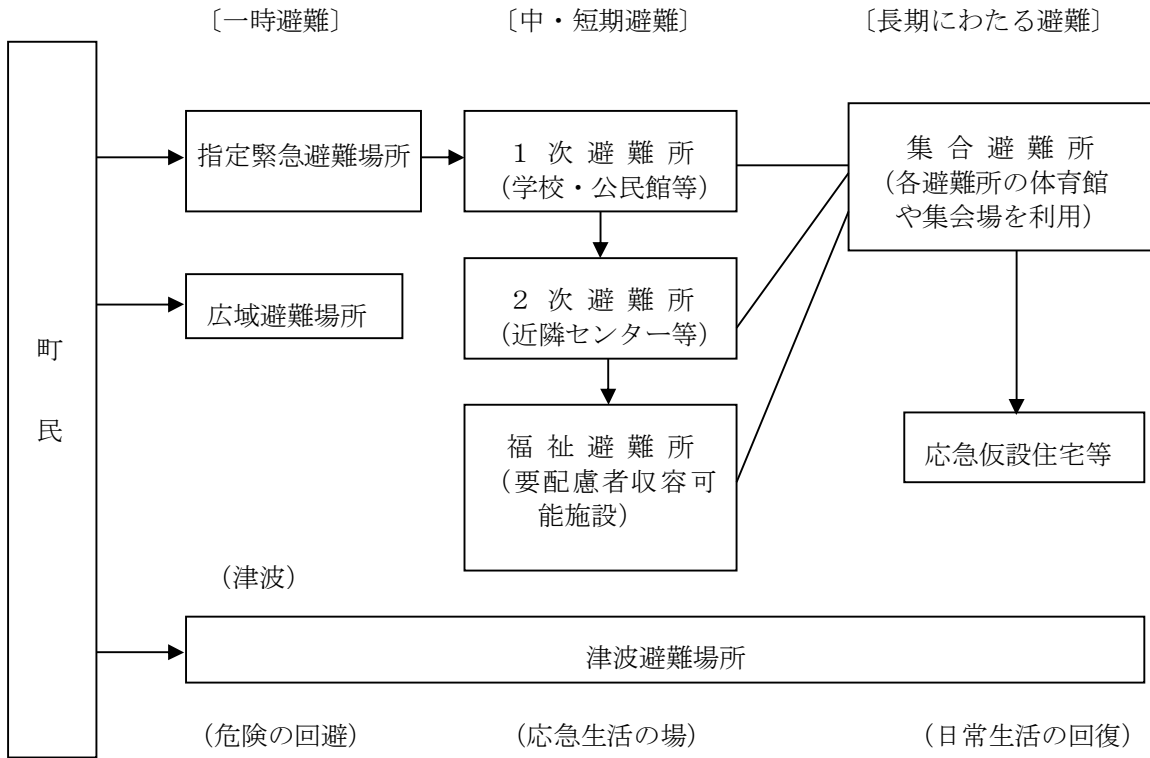 〔一時避難〕
〔中・短期避難〕
〔長期にわたる避難〕
町
民
指定緊急避難場所
１次避難所
（学校・公民館等）
集合避難所
（各避難所の体育館
や集会場を利用）
広域避難場所
２次避難所
（近隣センター等）
福祉避難所
（要配慮者収容可
能施設）
応急仮設住宅等
（津波）
津波避難場所
（危険の回避）
（応急生活の場）
（日常生活の回復）